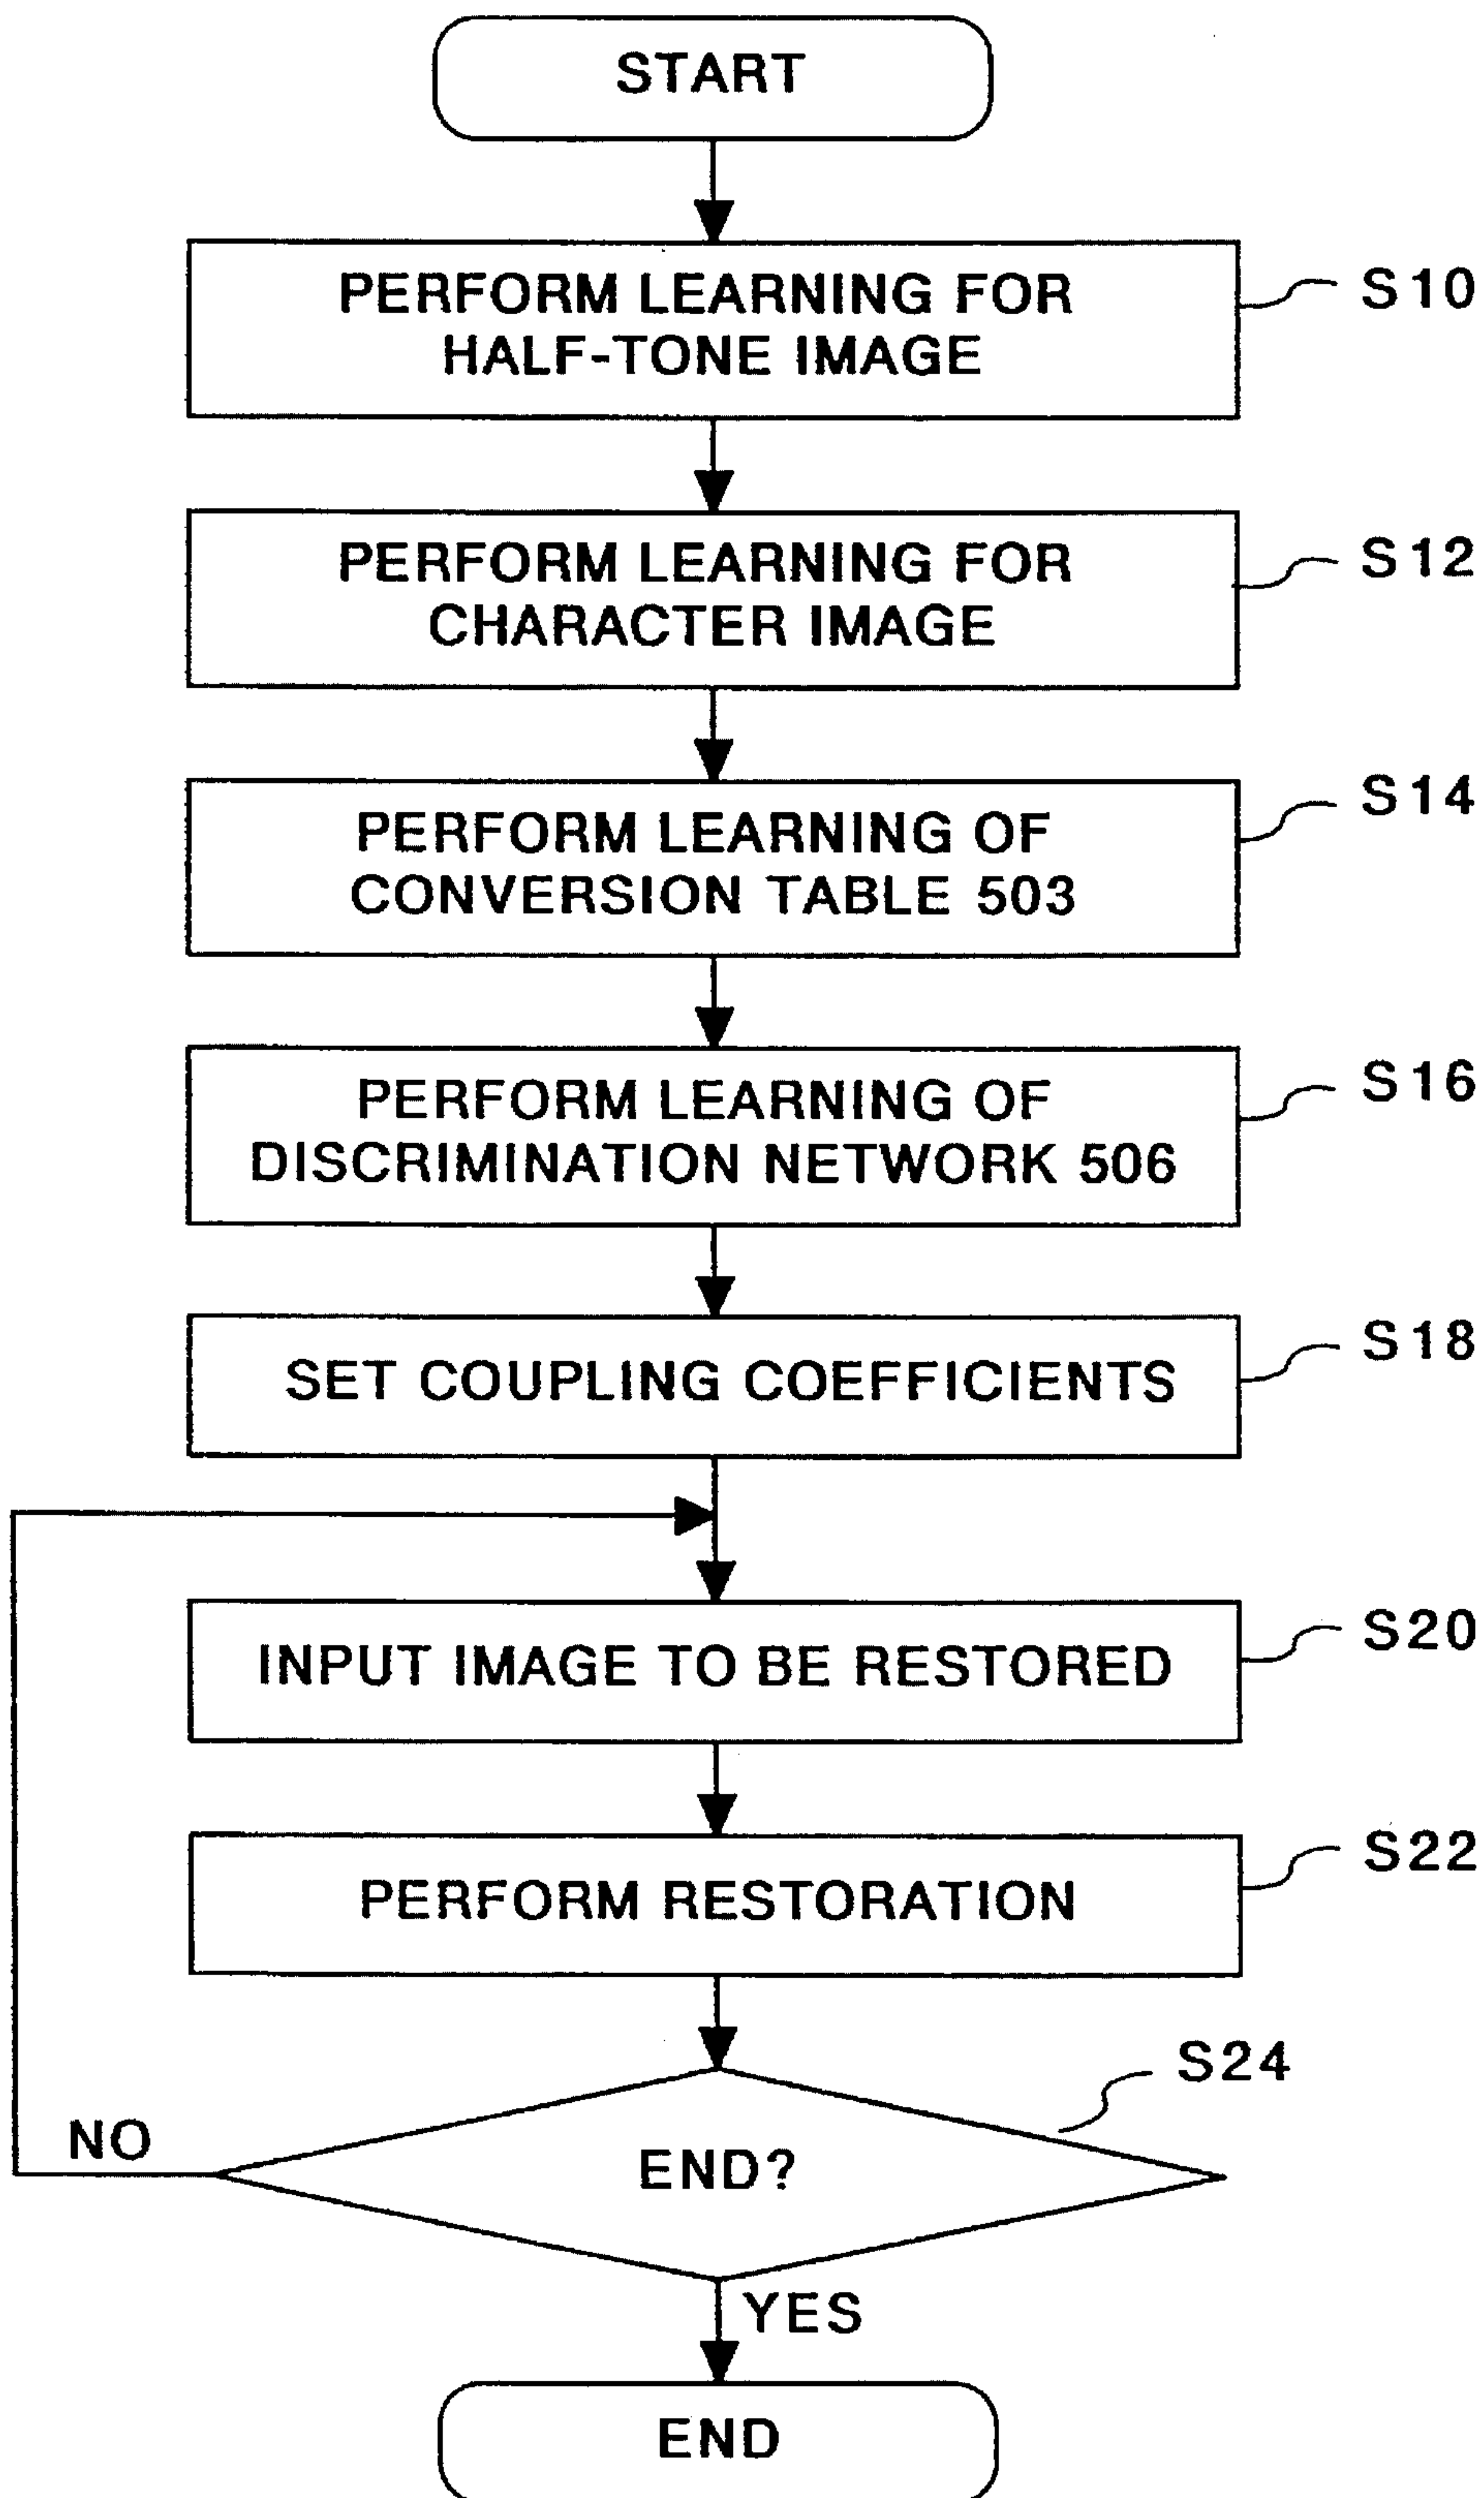 START
PERFORM LEARNING FOR
HALF-TONE IMAGE
S10
PERFORM LEARNING FOR
CHARACTER IMAGE
S12
PERFORM LEARNING OF
CONVERSION TABLE 503
S14
PERFORM LEARNING OF
DISCRIMINATION NETWORK 506
S16
SET COUPLING COEFFICIENTS
S18
INPUT IMAGE TO BE RESTORED
S20
PERFORM RESTORATION
S22
S24
NO
END?
YES
END